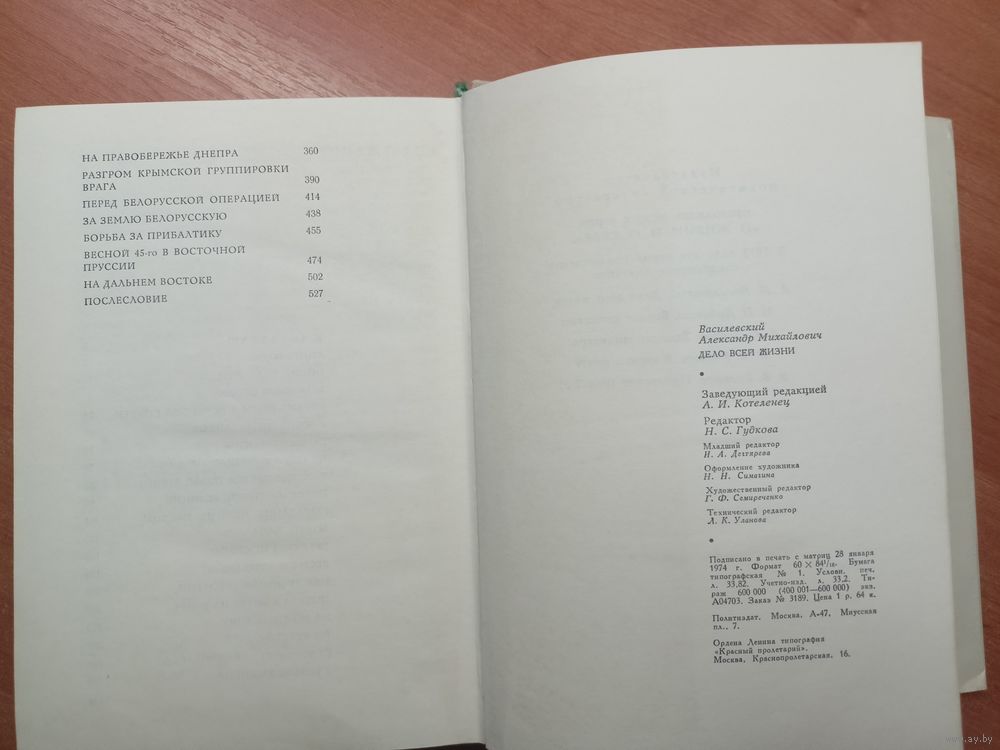 НА ПРАВОБЕРЕЖЬЕ ДНЕПРА 360
РАЗГРОМ КРЫМСКОЙ ГРУППИРОВКИ
ВРАГА 390
ПЕРЕД БЕЛОРУССКОЙ ОПЕРАЦИЕЙ 414
ЗА ЗЕМЛЮ БЕЛОРУССКУЮ 438
БОРЬБА ЗА ПРИБАЛТИКУ 455
ВЕСНОЙ 45-го В ВОСТОЧНОЙ
ПРУССИИ 474
НА ДАЛЬНЕМ ВОСТОКЕ 502
ПОСЛЕСЛОВИЕ 527
Василевский
Александр Михайлович
ДЕЛО ВСЕЙ ЖИЗНИ
Заведующий редакцией
А. И. Котеленец
Редактор
Н. С. Гудкова
Младший редактор
Н. А. Дегтярева
Оформление художника
Н. Н. Симагина
Художественный редактор
Г. Ф. Семиреченко
Технический редактор
Л. К. Уланова
Подписано в печать с матриц 28 января
1974 г. Формат 60 × 84¹/₁₆. Бумага
типографская № 1. Условн. печ.
л. 33,82. Учетно-изд. л. 33,2. Ти-
раж 600 000 (400 001—600 000) экз.
А04703. Заказ № 3189. Цена 1 р. 64 к.
Политиздат. Москва. А-47, Миусская
пл., 7.
Ордена Ленина типография
«Красный пролетарий».
Москва, Краснопролетарская, 16.
www.ay.by